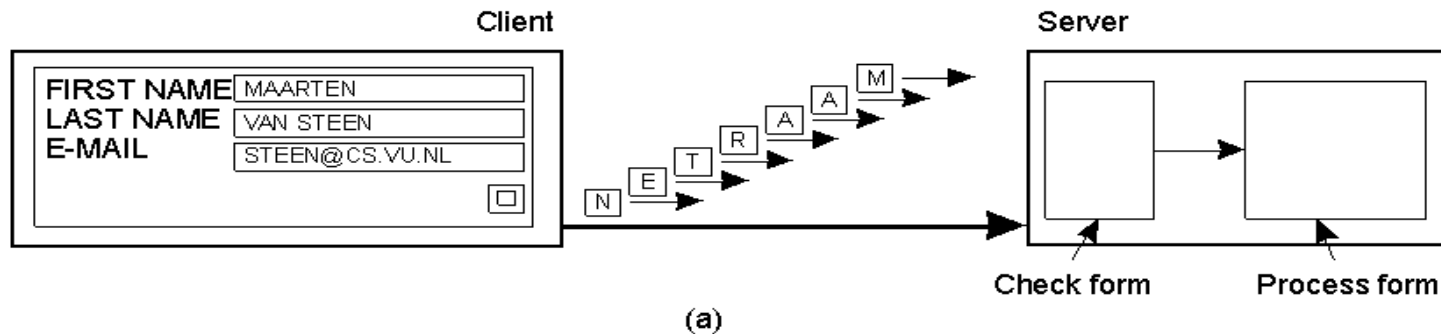 Client
Server
FIRST NAME MAARTEN
LAST NAME VAN STEEN
E-MAIL STEEN@CS.VU.NL
N E T R A A M
Check form
Process form
(a)